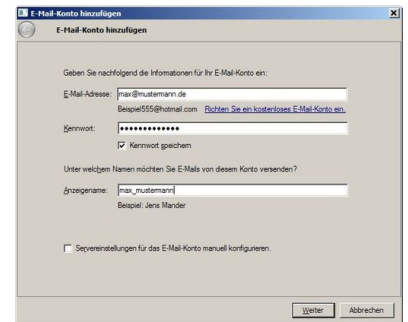 E-Mail-Konto hinzufügen
E-Mail-Konto hinzufügen
Geben Sie nachfolgend die Informationen für Ihr E-Mail-Konto ein:
E-Mail-Adresse: max@mustermann.de
Beispiel555@hotmail.com Richten Sie ein kostenloses E-Mail-Konto ein.
Kennwort: •••••••••••••
Kennwort speichern
Unter welchem Namen möchten Sie E-Mails von diesem Konto versenden?
Anzeigename: max_mustermann
Beispiel: Jens Mander
Servereinstellungen für das E-Mail-Konto manuell konfigurieren.
Weiter Abbrechen